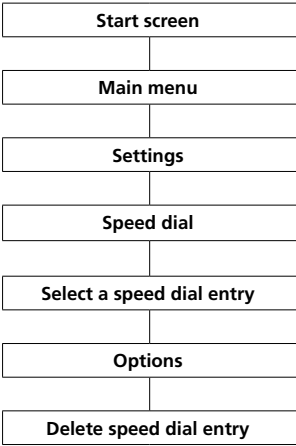 Start screen
Main menu
Settings
Speed dial
Select a speed dial entry
Options
Delete speed dial entry